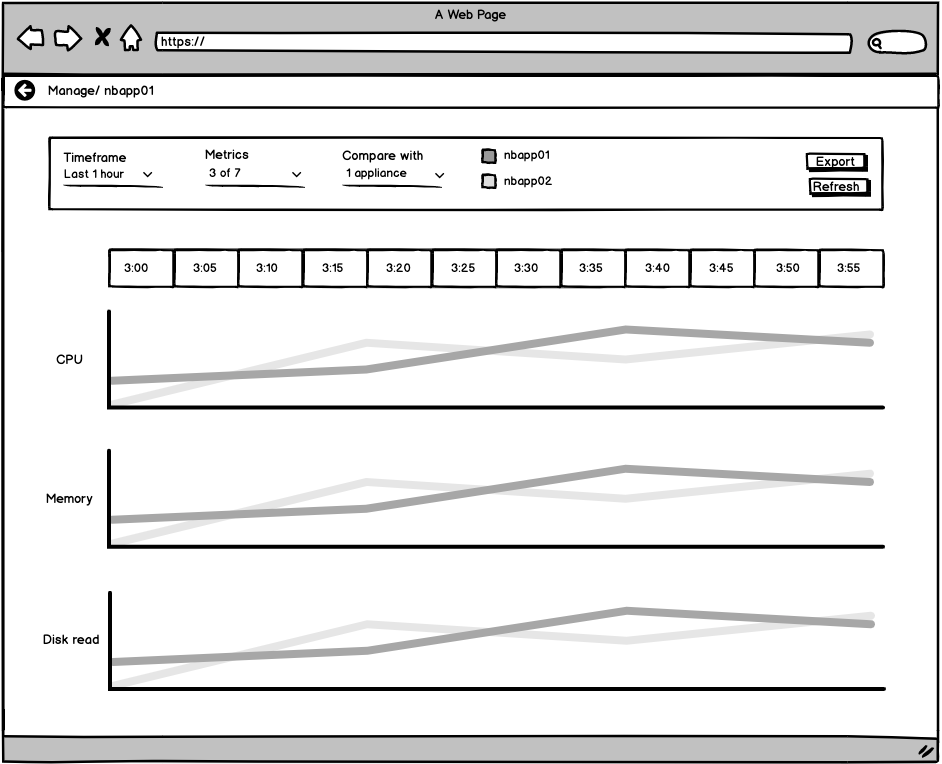 A Web Page
https://
Manage/ nbapp01
Timeframe
Last 1 hour
Metrics
3 of 7
Compare with
1 appliance
nbapp01
nbapp02
Export
Refresh
3:00 3:05 3:10 3:15 3:20 3:25 3:30 3:35 3:40 3:45 3:50 3:55
CPU
Memory
Disk read